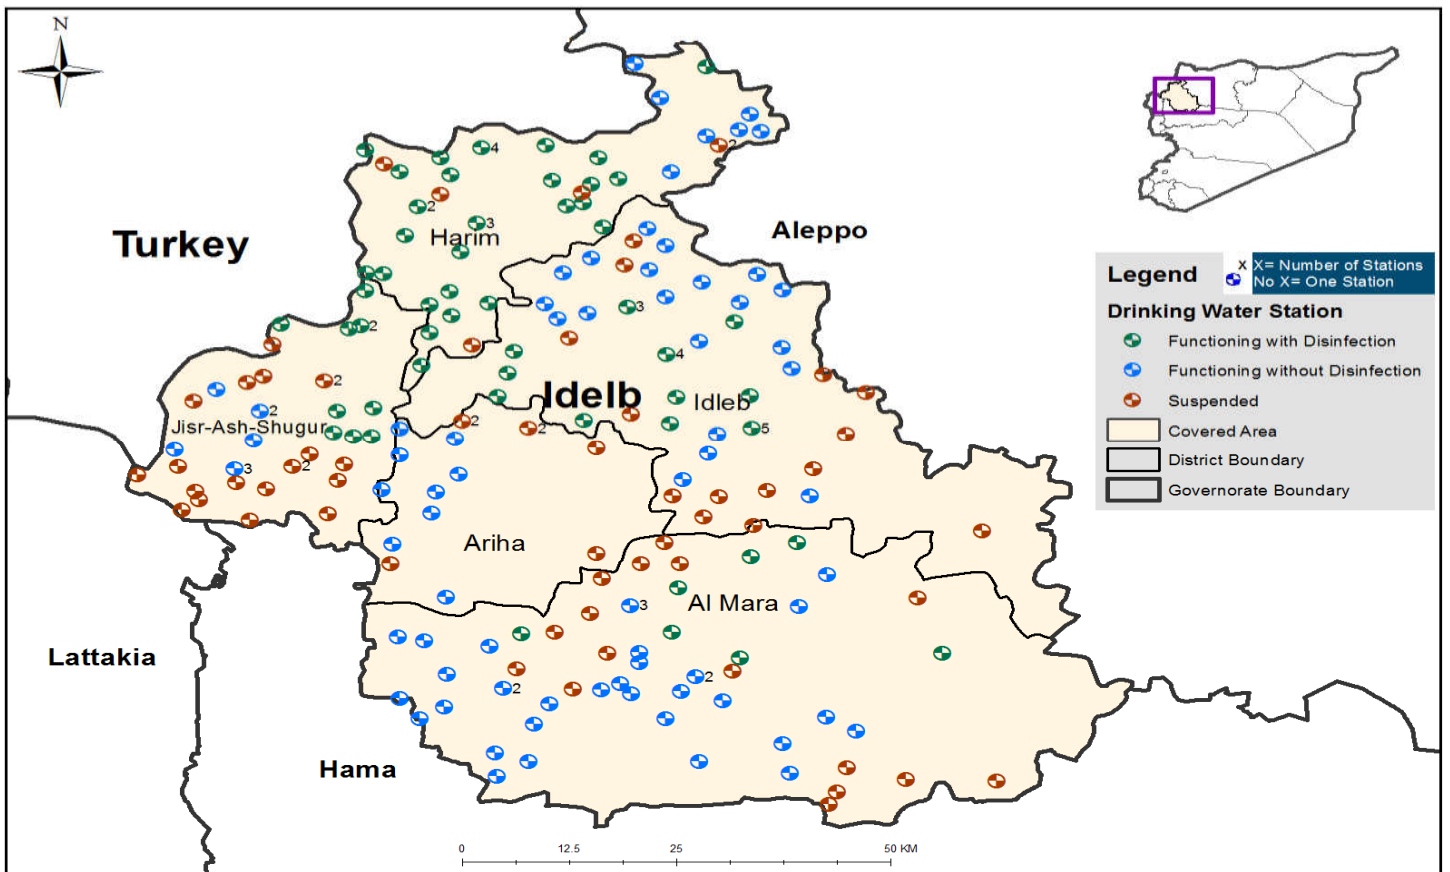 N
2
4
2
3
Harim
Turkey
Aleppo
Legend
X
X= Number of Stations
No X= One Station
Drinking Water Station
Functioning with Disinfection
Functioning without Disinfection
Suspended
Covered Area
District Boundary
Governorate Boundary
3
2
4
2
2
Idelb
Idleb
Jisr-Ash-Shugur
2
2
5
3
2
Ariha
3
Al Mara
Lattakia
2
2
Hama
0
12.5
25
50 KM